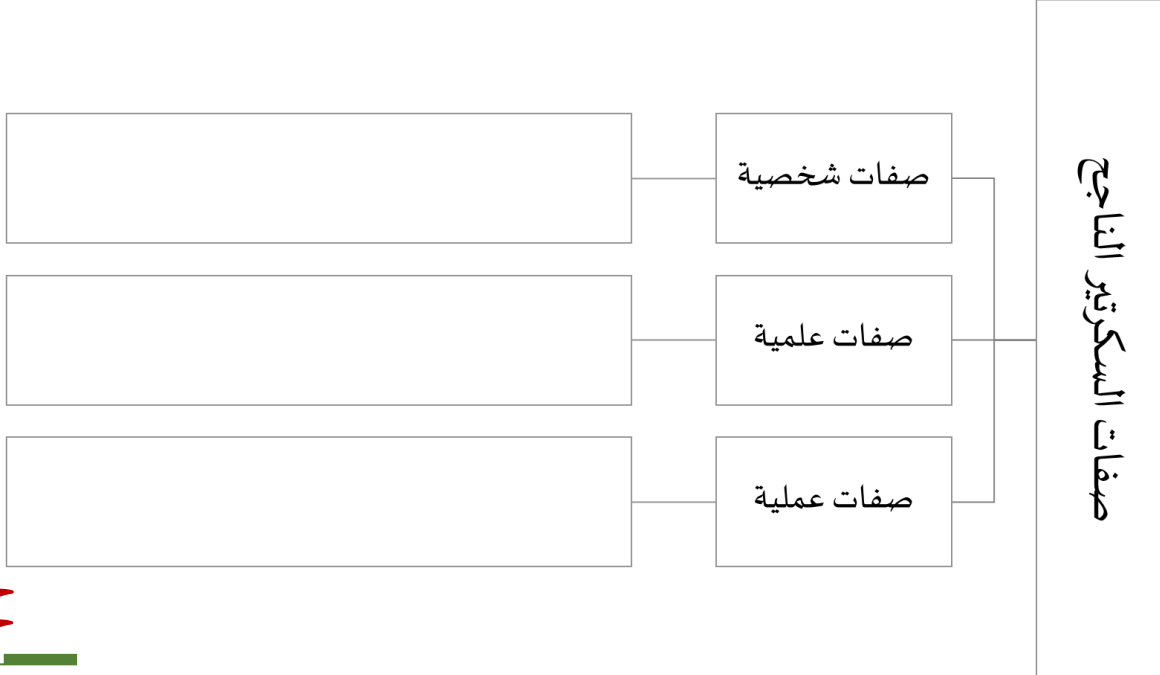 صفات السكرتير الناجح
صفات شخصية
صفات علمية
صفات عملية